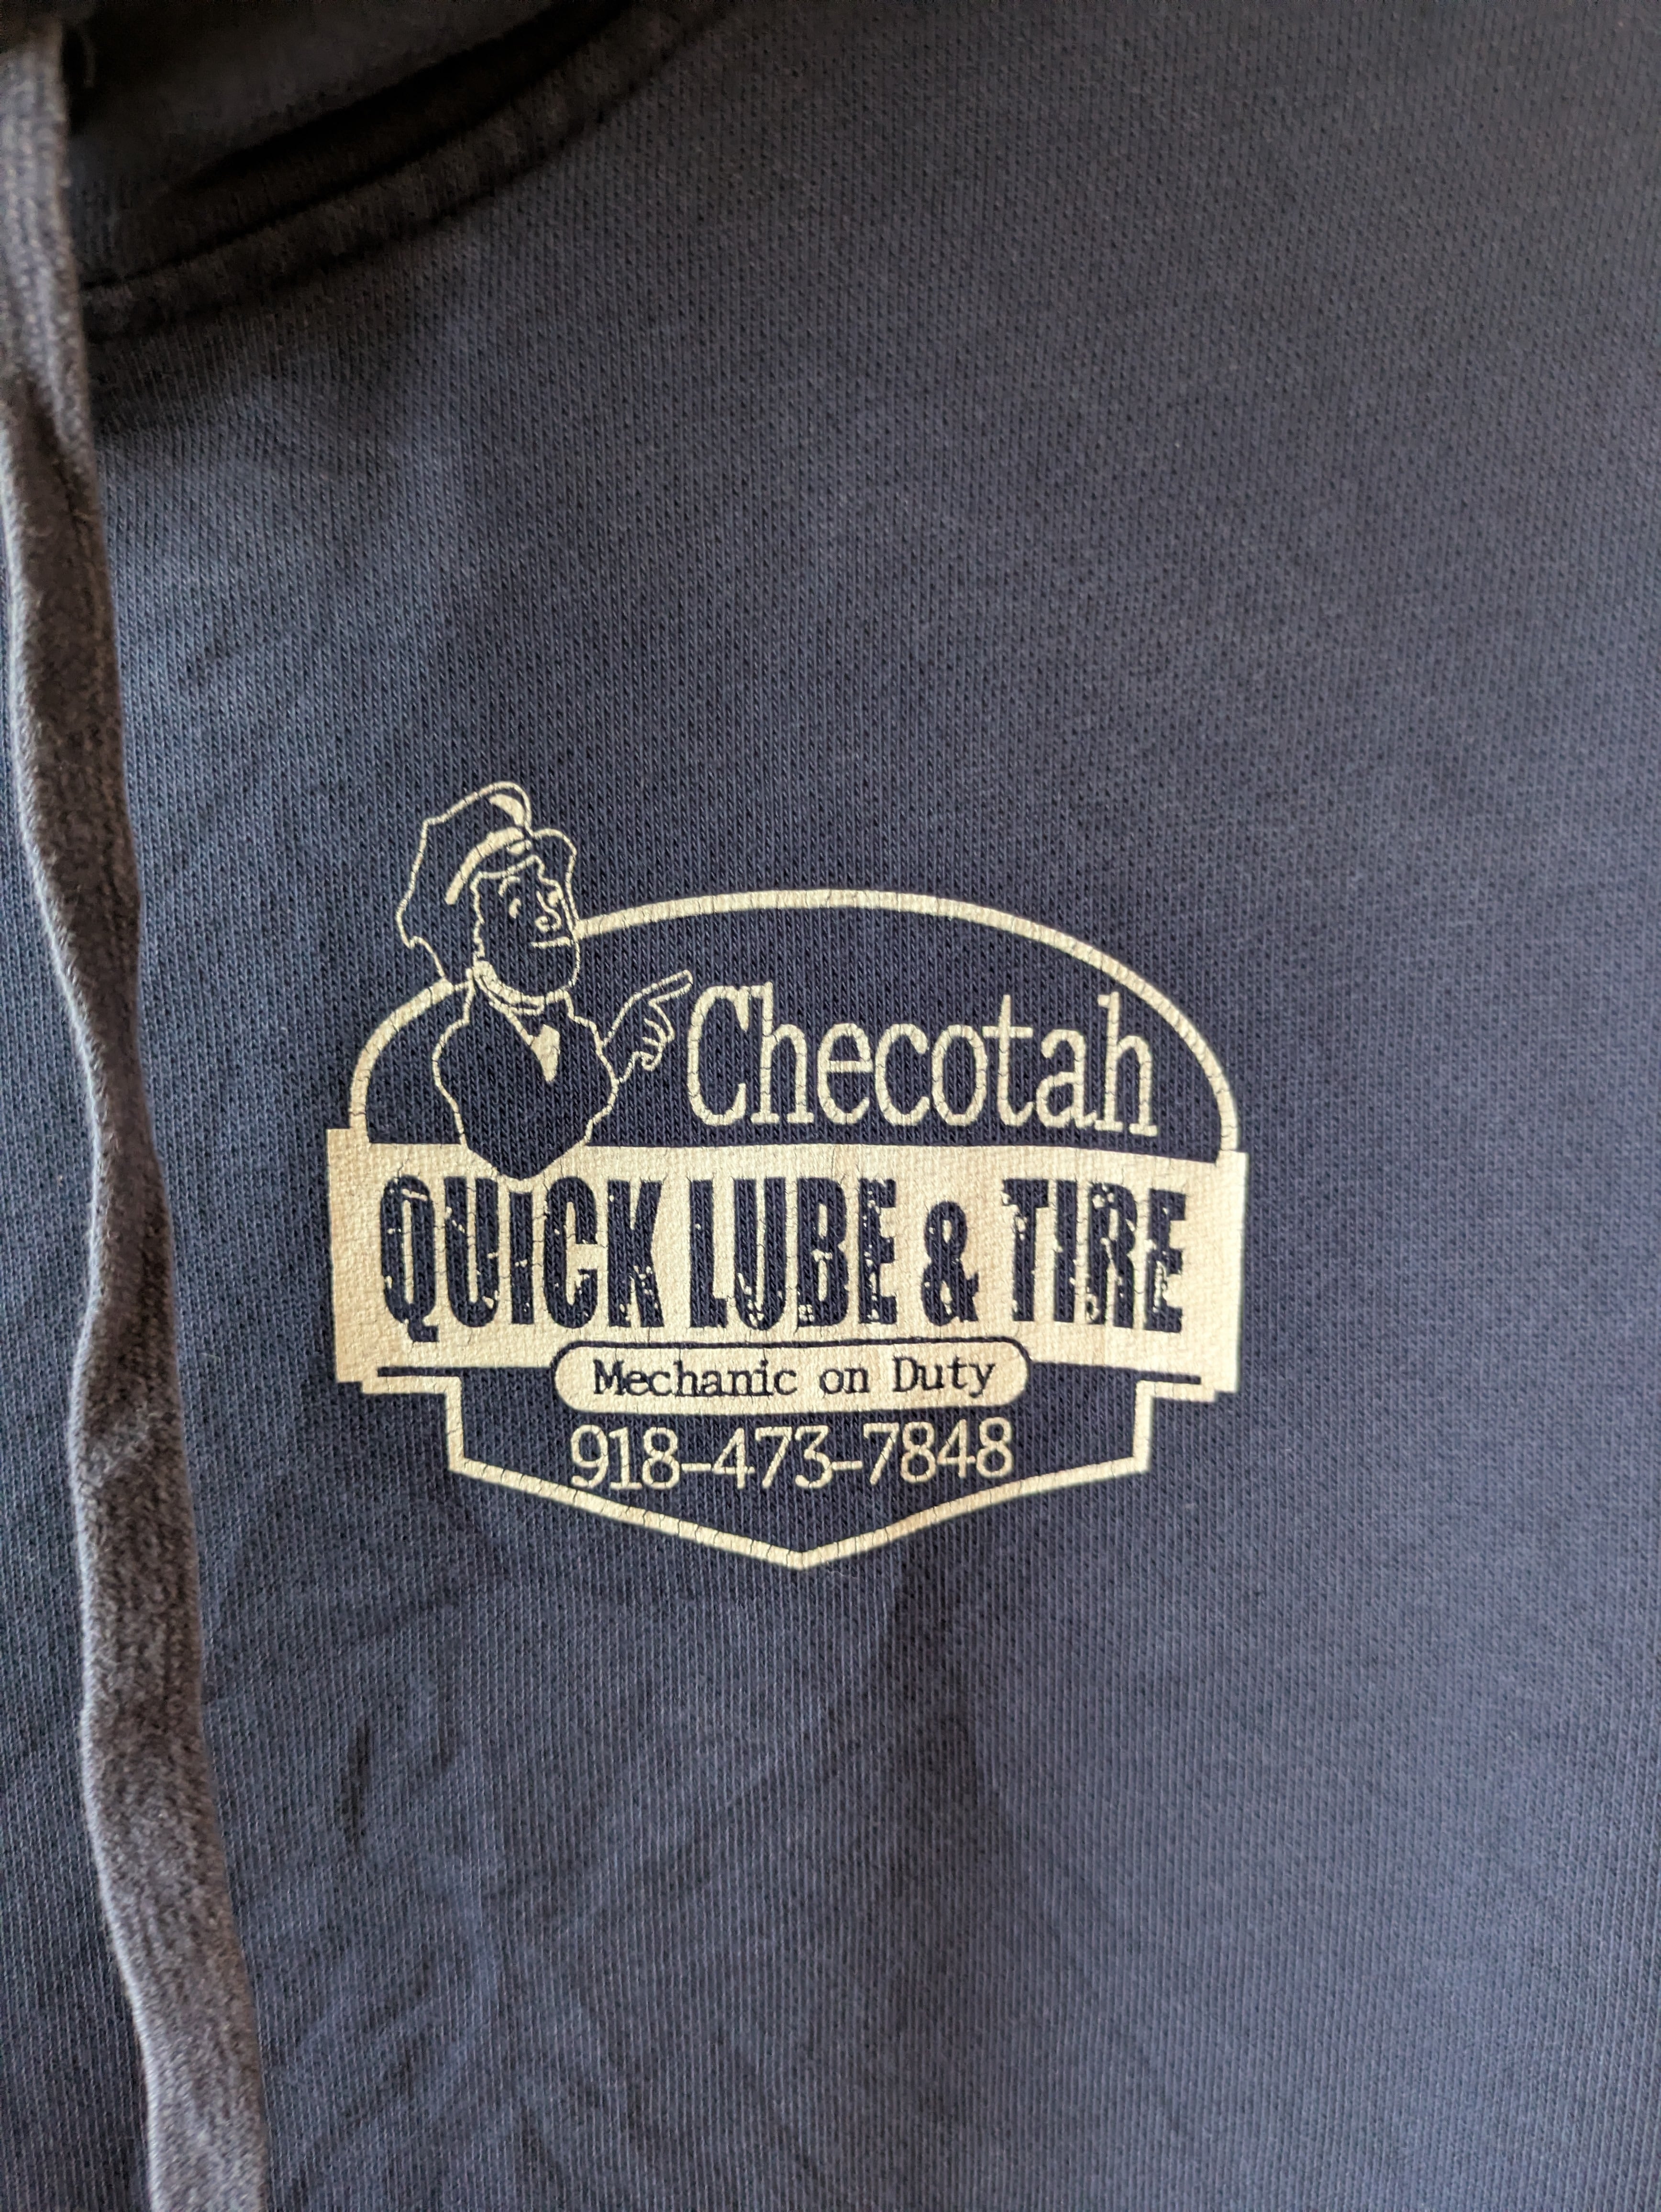 Checotah
QUICK LUBE & TIRE
Mechanic on Duty
918-473-7848